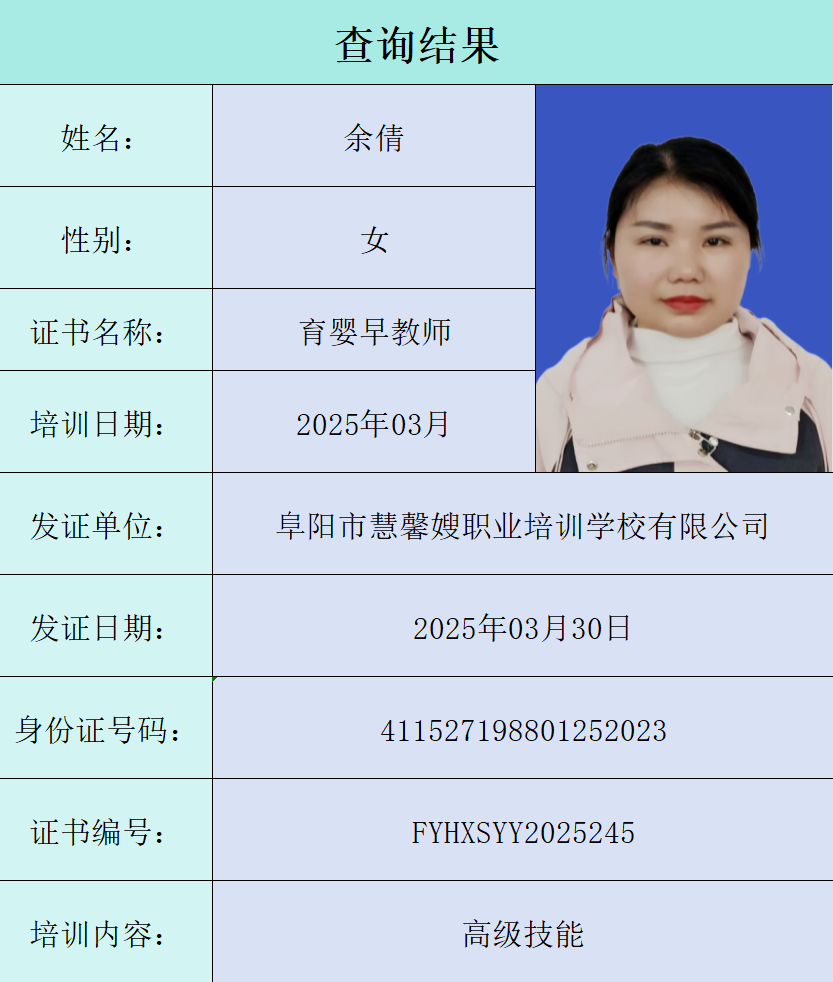 查询结果
姓名： 余倩
性别： 女
证书名称： 育婴早教师
培训日期： 2025年03月
发证单位： 阜阳市慧馨嫂职业培训学校有限公司
发证日期： 2025年03月30日
身份证号码： 411527198801252023
证书编号： FYHXSYY2025245
培训内容： 高级技能